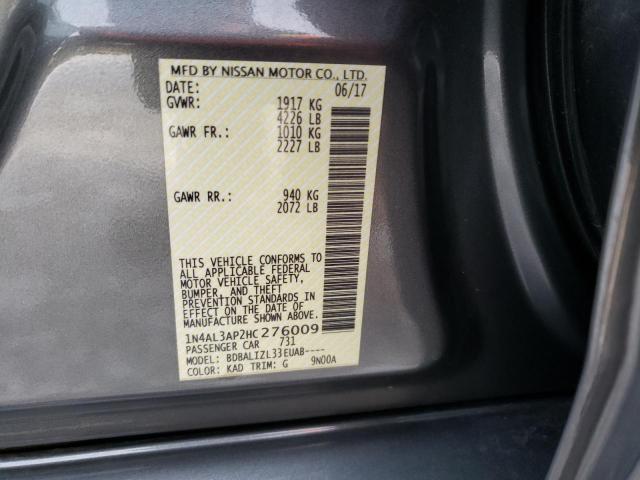 MFD BY NISSAN MOTOR CO., LTD.
DATE: 06/17
GVWR: 1917 KG
4226 LB
GAWR FR.: 1010 KG
2227 LB
GAWR RR.: 940 KG
2072 LB
THIS VEHICLE CONFORMS TO
ALL APPLICABLE FEDERAL
MOTOR VEHICLE SAFETY,
BUMPER, AND THEFT
PREVENTION STANDARDS IN
EFFECT ON THE DATE OF
MANUFACTURE SHOWN ABOVE.
1N4AL3AP2HC276009
PASSENGER CAR 731
MODEL: BDBALIZL33EUAB----
COLOR: KAD TRIM: G 9N00A